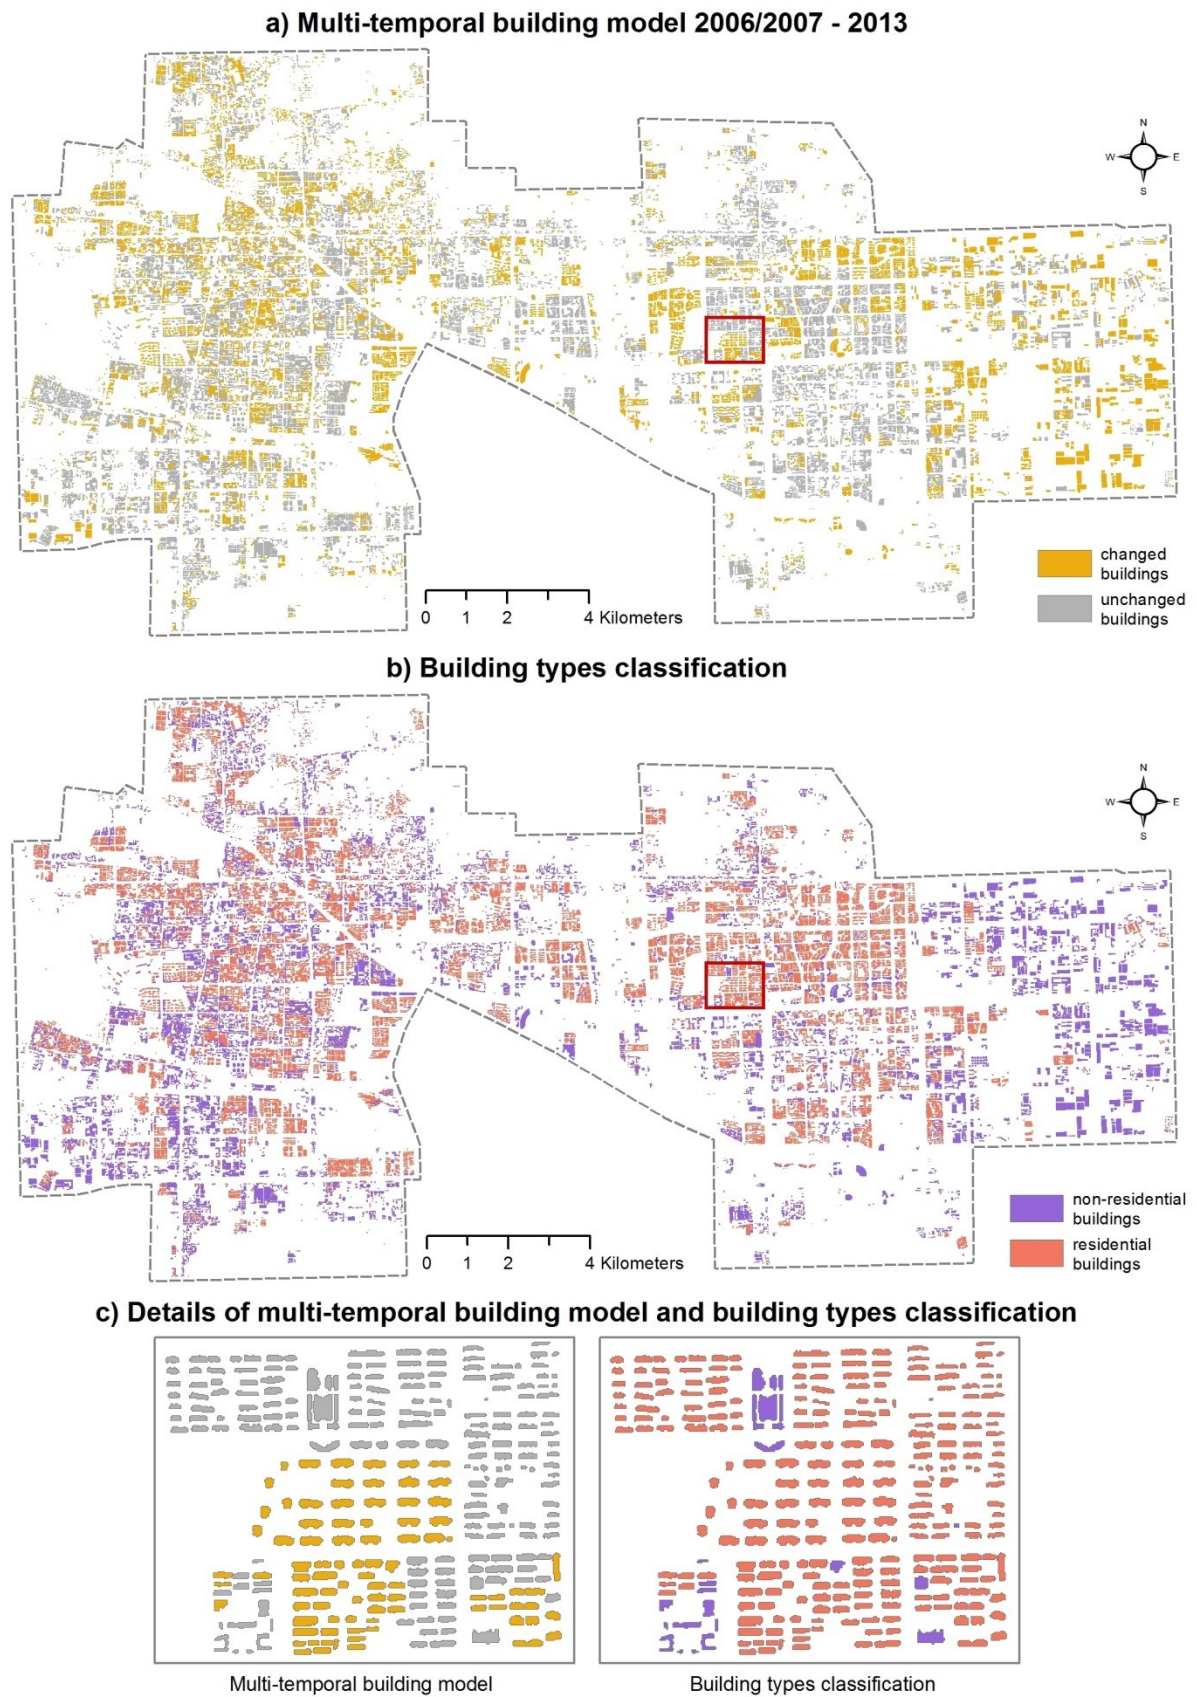 a) Multi-temporal building model 2006/2007 - 2013
N
W E
S
changed
buildings
unchanged
buildings
0 1 2 4 Kilometers
b) Building types classification
N
W E
S
non-residential
buildings
residential
buildings
0 1 2 4 Kilometers
c) Details of multi-temporal building model and building types classification
Multi-temporal building model
Building types classification